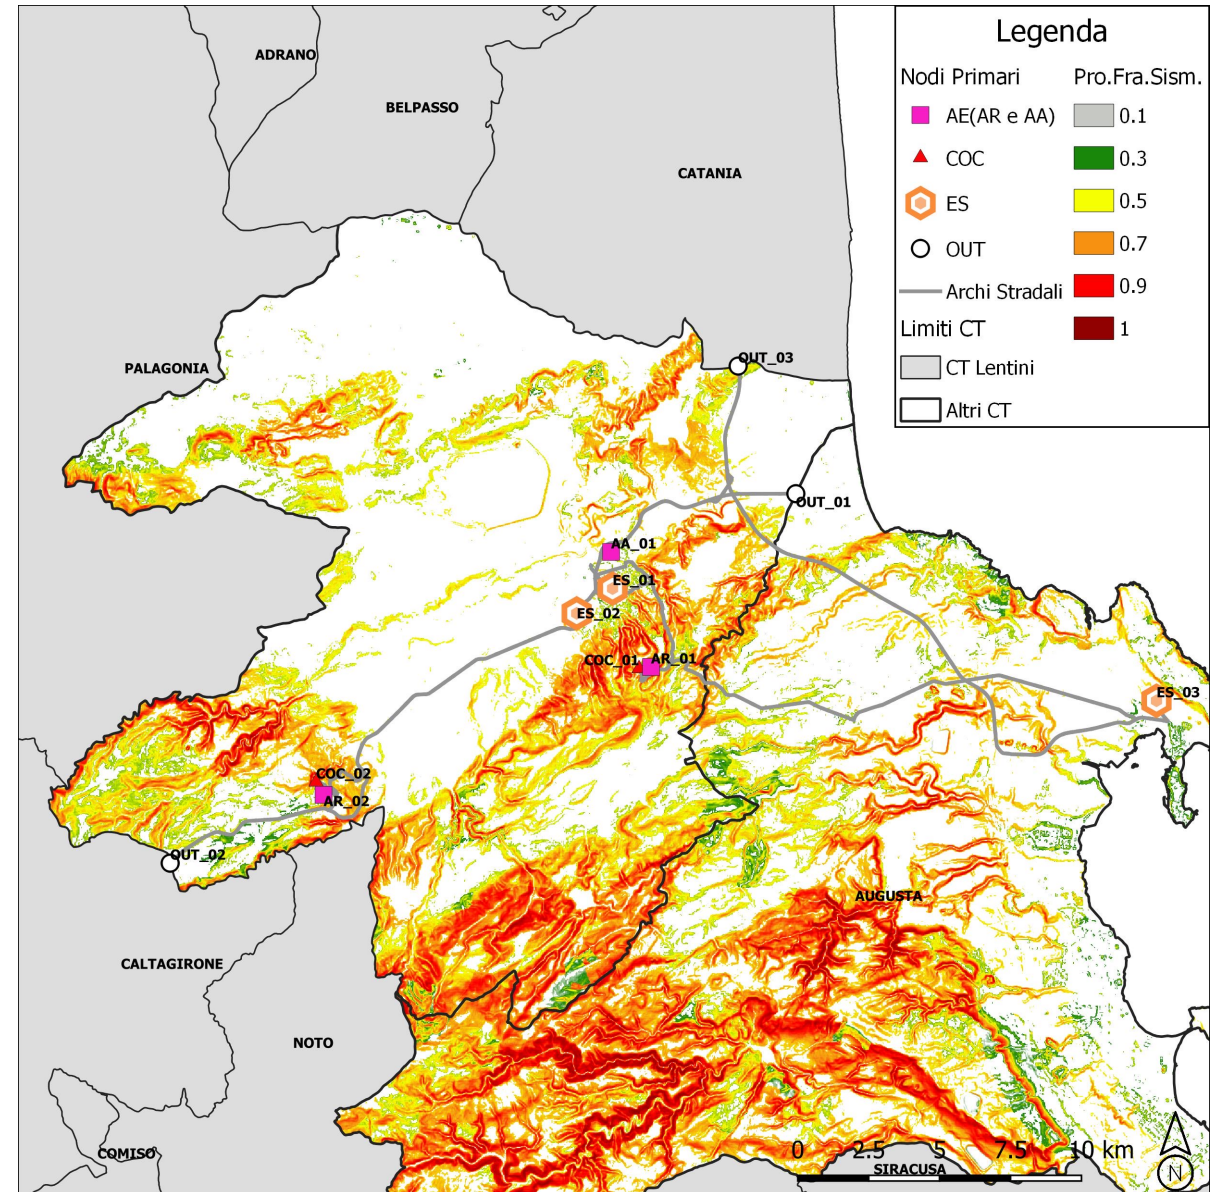 ADRANO
BELPASSO
CATANIA
PALAGONIA
OUT_03
OUT_01
AA_01
ES_01
ES_02
COC_01
AR_01
ES_03
COC_02
AR_02
OUT_02
AUGUSTA
CALTAGIRONE
NOTO
COMISO
SIRACUSA
0 2.5 5 7.5 10 km
N
Legenda
Nodi Primari
AE(AR e AA)
COC
ES
OUT
Archi Stradali
Limiti CT
CT Lentini
Altri CT
Pro.Fra.Sism.
0.1
0.3
0.5
0.7
0.9
1